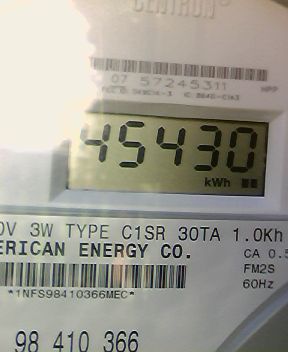 CENTRON®
07 57245311 MPP
45430
kWh
0V 3W TYPE C1SR 30TA 1.0Kh
ERICAN ENERGY CO. CA 0.5
FM2S
*1NFS98410366MEC* 60Hz
98 410 366